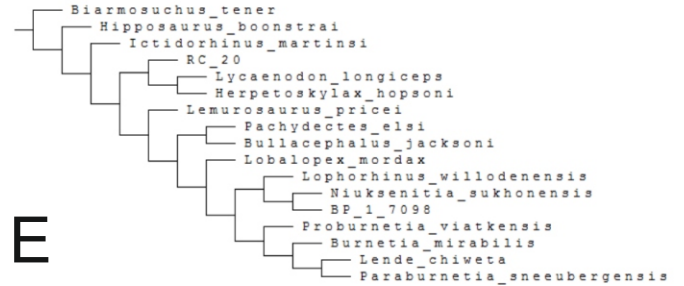 Biarmosuchus_tener
Hipposaurus_boonstrai
Ictidorhinus_martinsi
RC_20
Lycaenodon_longiceps
Herpetoskylax_hopsoni
Lemurosaurus_pricei
Pachydectes_elsi
Bullacephalus_jacksoni
Lobalopex_mordax
Lophorhinus_willodenensis
Niuksenitia_sukhonensis
BP_1_7098
Proburnetia_viatkensis
Burnetia_mirabilis
Lende_chiweta
Paraburnetia_sneeubergensis
E